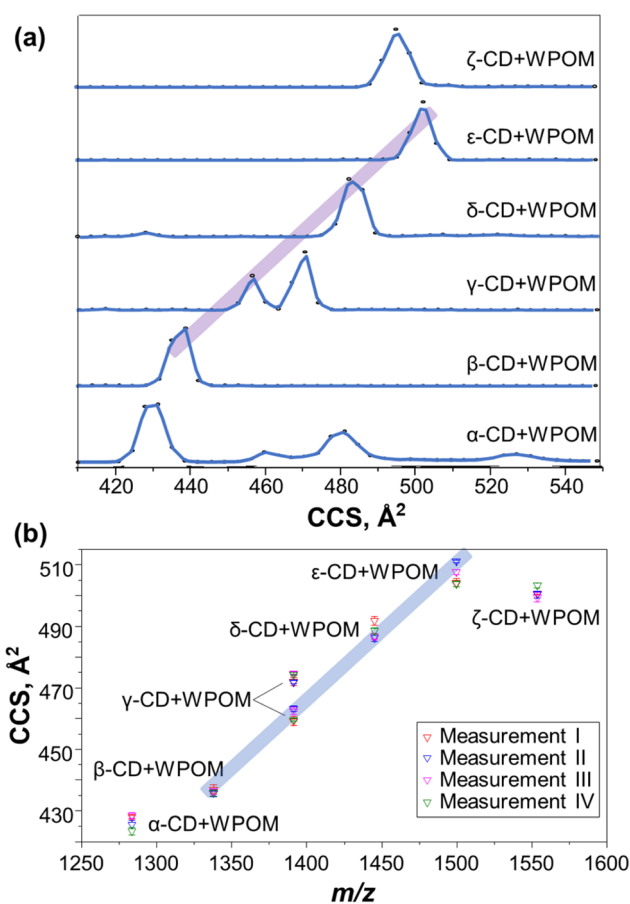 (a)
ζ-CD+WPOM
ε-CD+WPOM
δ-CD+WPOM
γ-CD+WPOM
β-CD+WPOM
α-CD+WPOM
420 440 460 480 500 520 540
CCS, Å²
(b)
510
490
470
450
430
CCS, Å²
ε-CD+WPOM
ζ-CD+WPOM
δ-CD+WPOM
γ-CD+WPOM
β-CD+WPOM
α-CD+WPOM
Measurement I
Measurement II
Measurement III
Measurement IV
1250 1300 1350 1400 1450 1500 1550 1600
m/z